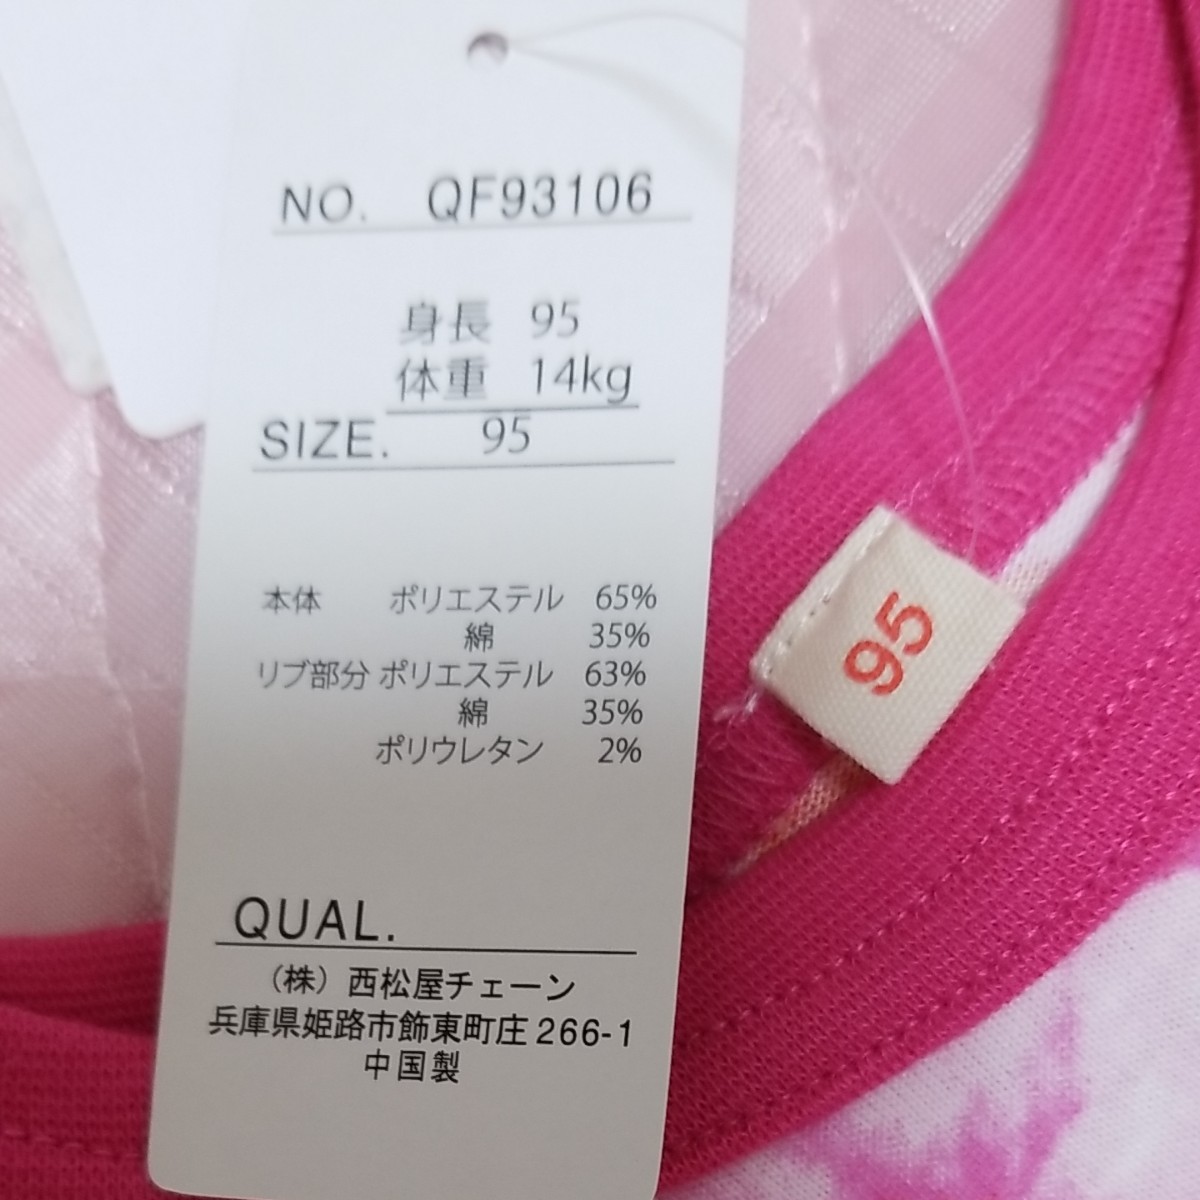 NO. QF93106
身長 95
体重 14kg
SIZE. 95
本体 ポリエステル 65%
綿 35%
リブ部分 ポリエステル 63%
綿 35%
ポリウレタン 2%
QUAL.
（株）西松屋チェーン
兵庫県姫路市飾東町庄266-1
中国製
95